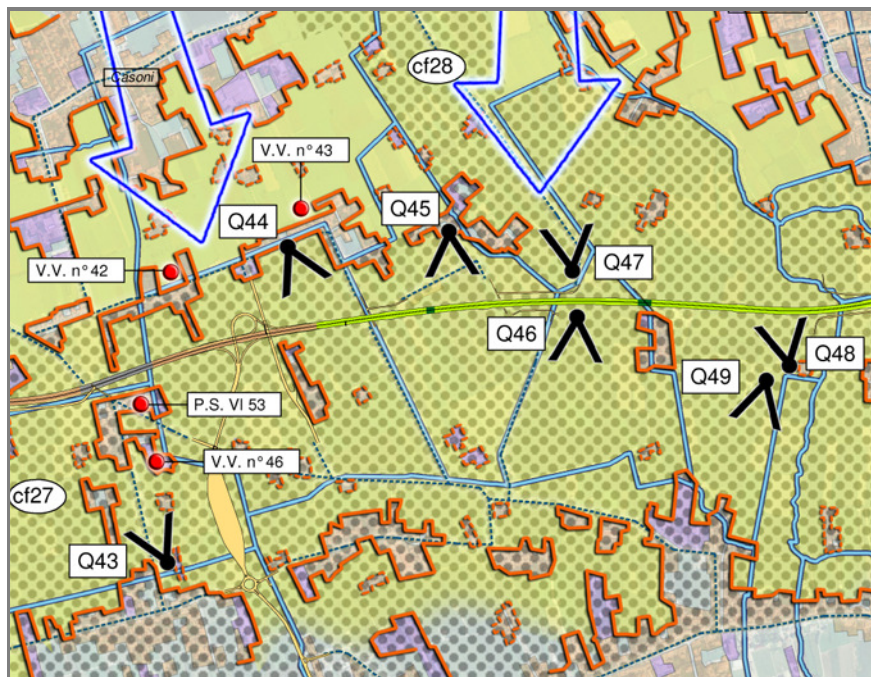 Casoni
cf28
V.V. n° 43
Q44
Q45
V.V. n° 42
Q47
Q46
Q48
Q49
P.S. VI 53
V.V. n° 46
cf27
Q43